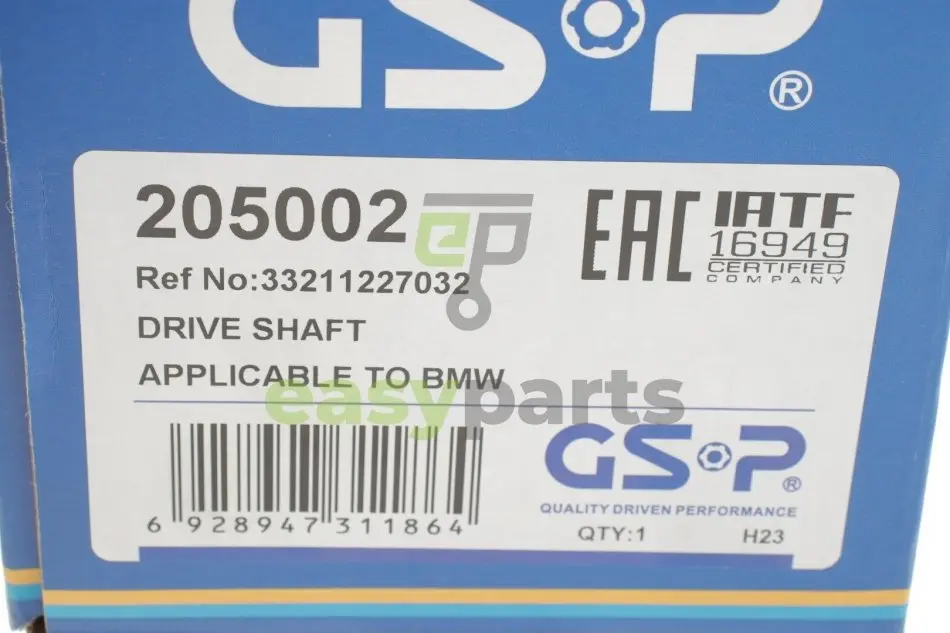 GS·P®
205002
ep
Ref No:33211227032
DRIVE SHAFT
APPLICABLE TO BMW
EAC
IATF
16949
CERTIFIED
COMPANY
easyparts
6 928947 311864
GS·P®
QUALITY DRIVEN PERFORMANCE
QTY:1 H23